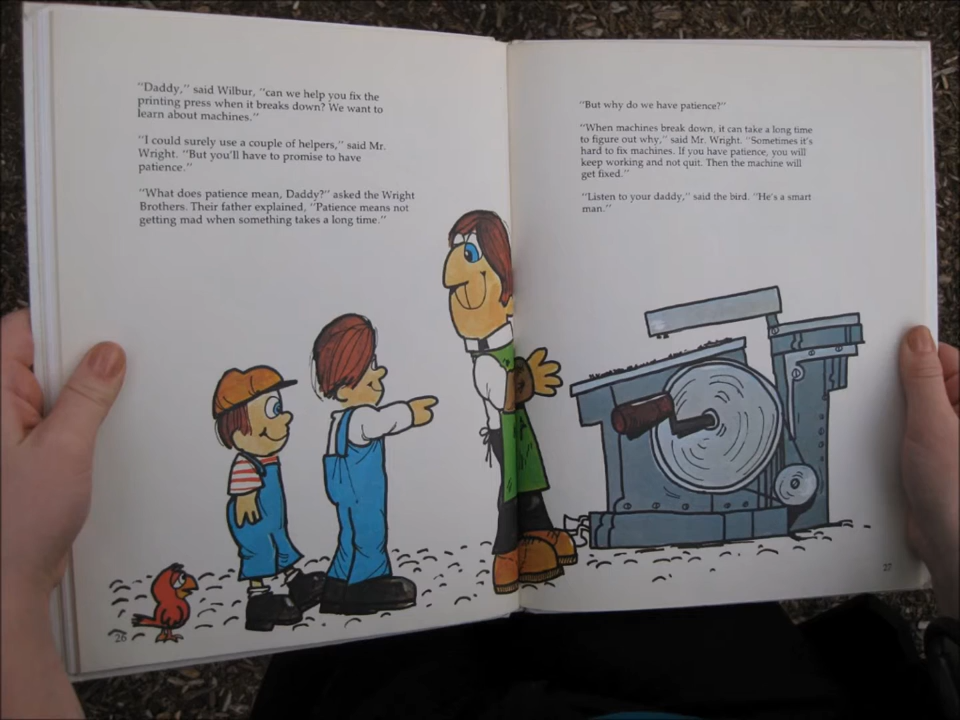 "Daddy," said Wilbur, "can we help you fix the
printing press when it breaks down? We want to
learn about machines."
"I could surely use a couple of helpers," said Mr.
Wright. "But you'll have to promise to have
patience."
"What does patience mean, Daddy?" asked the Wright
Brothers. Their father explained, "Patience means not
getting mad when something takes a long time."
26
"But why do we have patience?"
"When machines break down, it can take a long time
to figure out why," said Mr. Wright. "Sometimes it's
hard to fix machines. If you have patience, you will
keep working and not quit. Then the machine will
get fixed."
"Listen to your daddy," said the bird. "He's a smart
man."
27